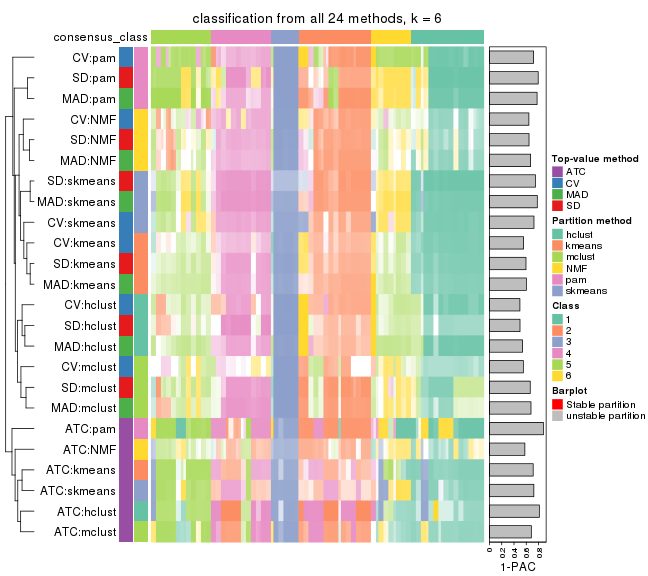 classification from all 24 methods, k = 6
consensus_class
CV:pam
SD:pam
MAD:pam
CV:NMF
SD:NMF
MAD:NMF
SD:skmeans
MAD:skmeans
CV:skmeans
CV:kmeans
SD:kmeans
MAD:kmeans
CV:hclust
SD:hclust
MAD:hclust
CV:mclust
SD:mclust
MAD:mclust
ATC:pam
ATC:NMF
ATC:kmeans
ATC:skmeans
ATC:hclust
ATC:mclust
0 0.2 0.4 0.6 0.8
1-PAC
Top-value method
ATC
CV
MAD
SD
Partition method
hclust
kmeans
mclust
NMF
pam
skmeans
Class
1
2
3
4
5
6
Barplot
Stable partition
unstable partition